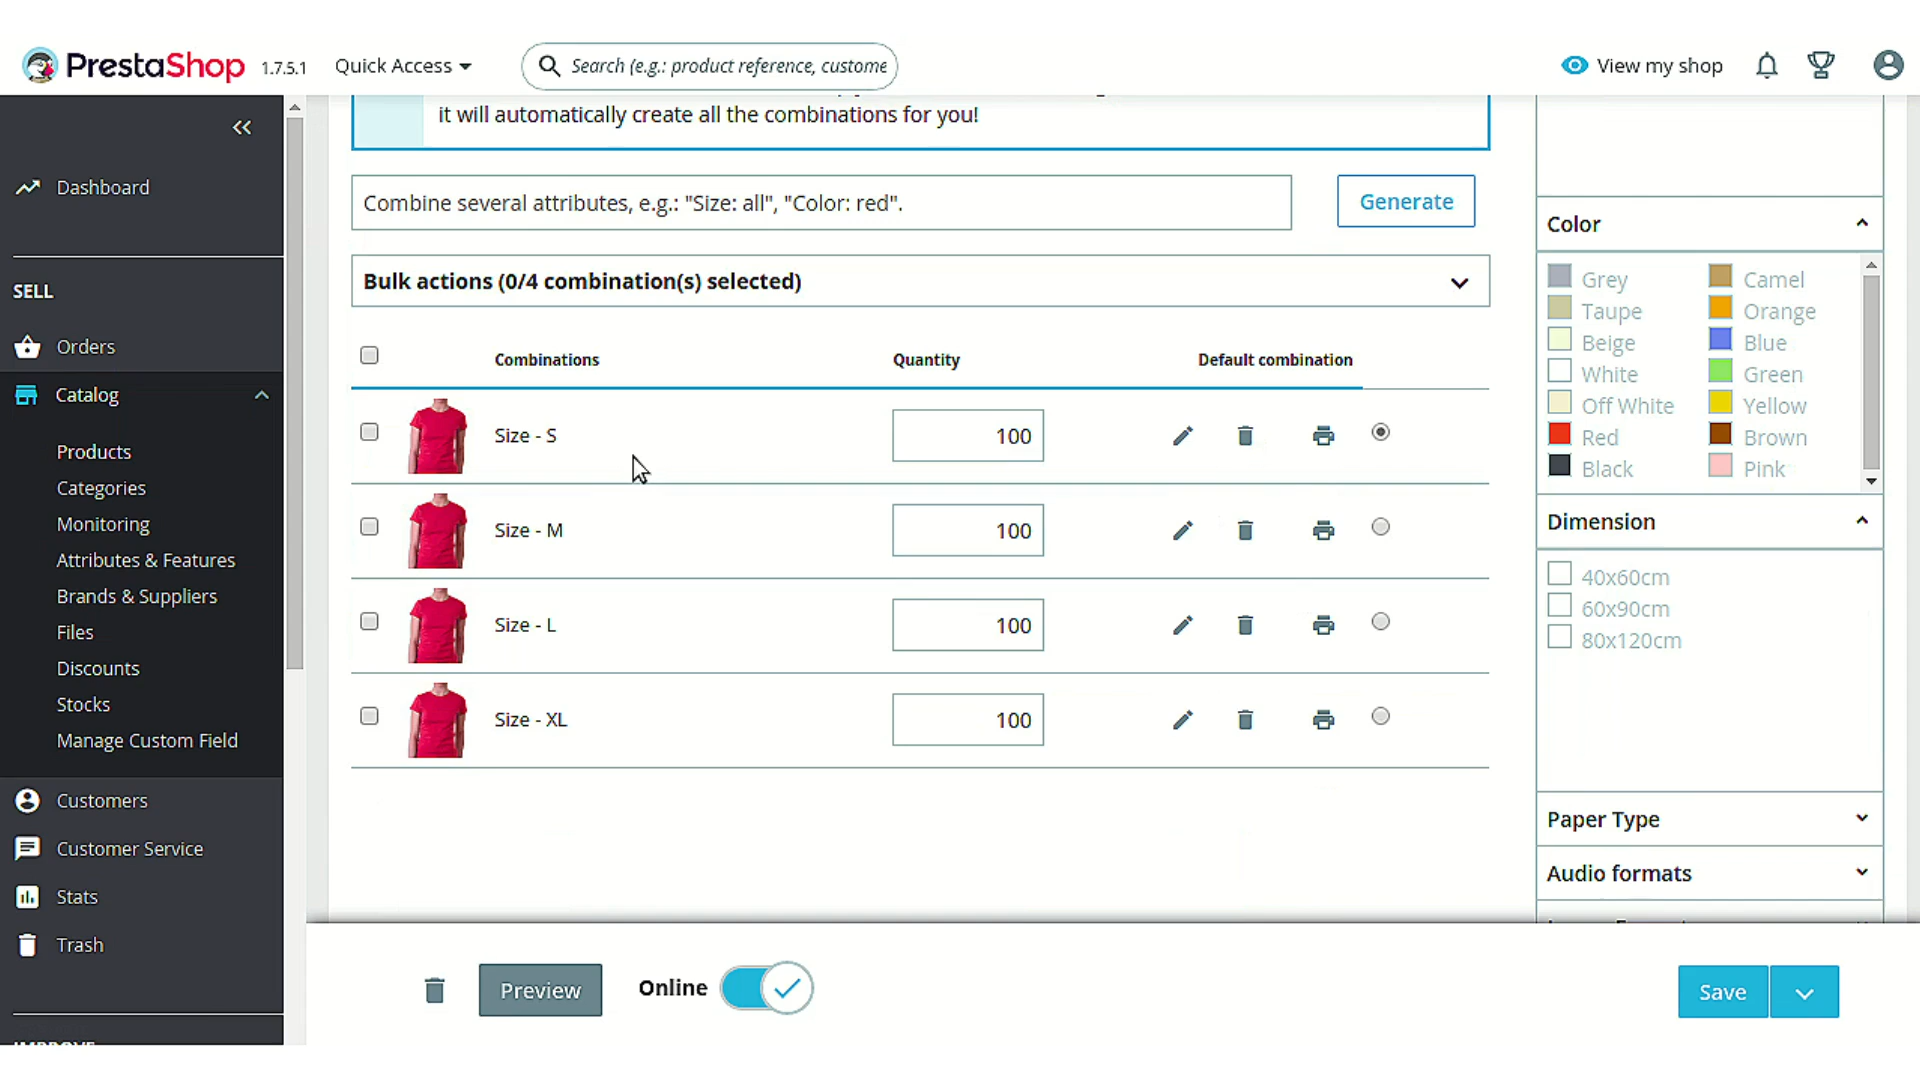 PrestaShop 1.7.5.1 Quick Access Search (e.g.: product reference, custome View my shop
it will automatically create all the combinations for you!
Dashboard
SELL
Orders
Catalog
Products
Categories
Monitoring
Attributes & Features
Brands & Suppliers
Files
Discounts
Stocks
Manage Custom Field
Customers
Customer Service
Stats
Trash
Combine several attributes, e.g.: "Size: all", "Color: red". Generate
Bulk actions (0/4 combination(s) selected)
Combinations Quantity Default combination
Size - S 100
Size - M 100
Size - L 100
Size - XL 100
Color
Grey Camel
Taupe Orange
Beige Blue
White Green
Off White Yellow
Red Brown
Black Pink
Dimension
40x60cm
60x90cm
80x120cm
Paper Type
Audio formats
Preview Online Save